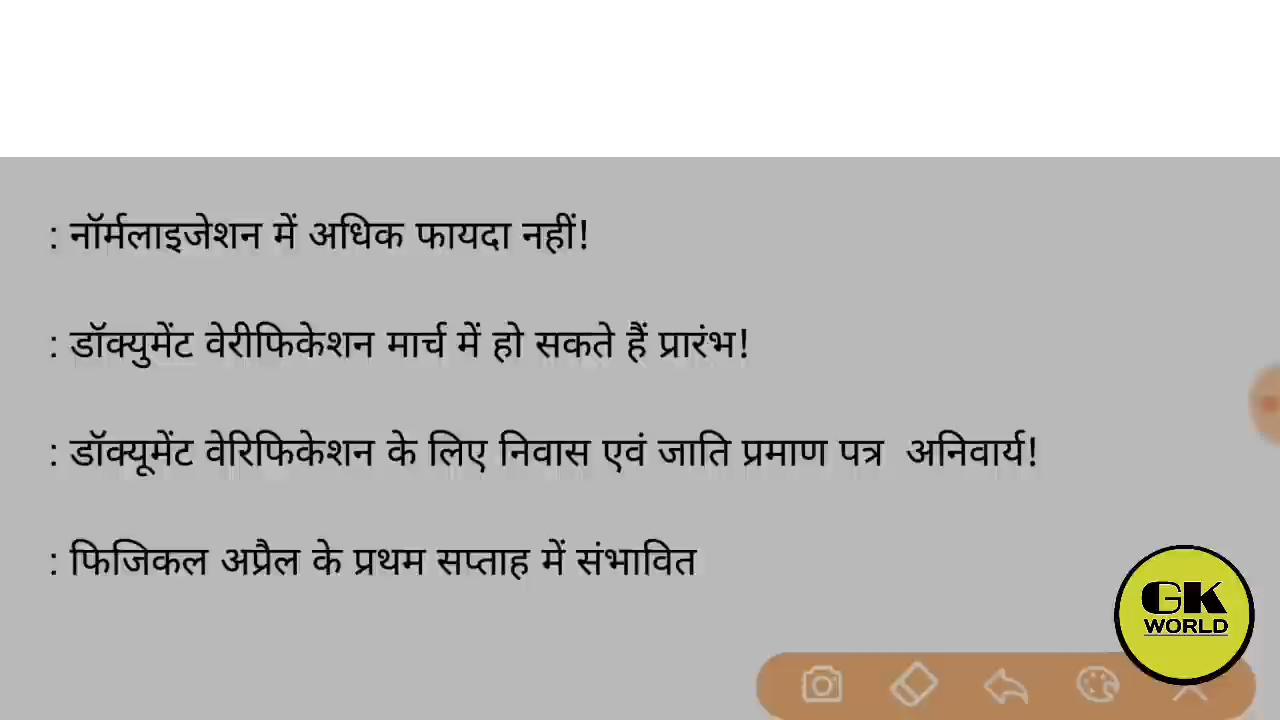 : नॉर्मलाइजेशन में अधिक फायदा नहीं!
: डॉक्युमेंट वेरीफिकेशन मार्च में हो सकते हैं प्रारंभ!
: डॉक्यूमेंट वेरिफिकेशन के लिए निवास एवं जाति प्रमाण पत्र  अनिवार्य!
: फिजिकल अप्रैल के प्रथम सप्ताह में संभावित
GK
WORLD